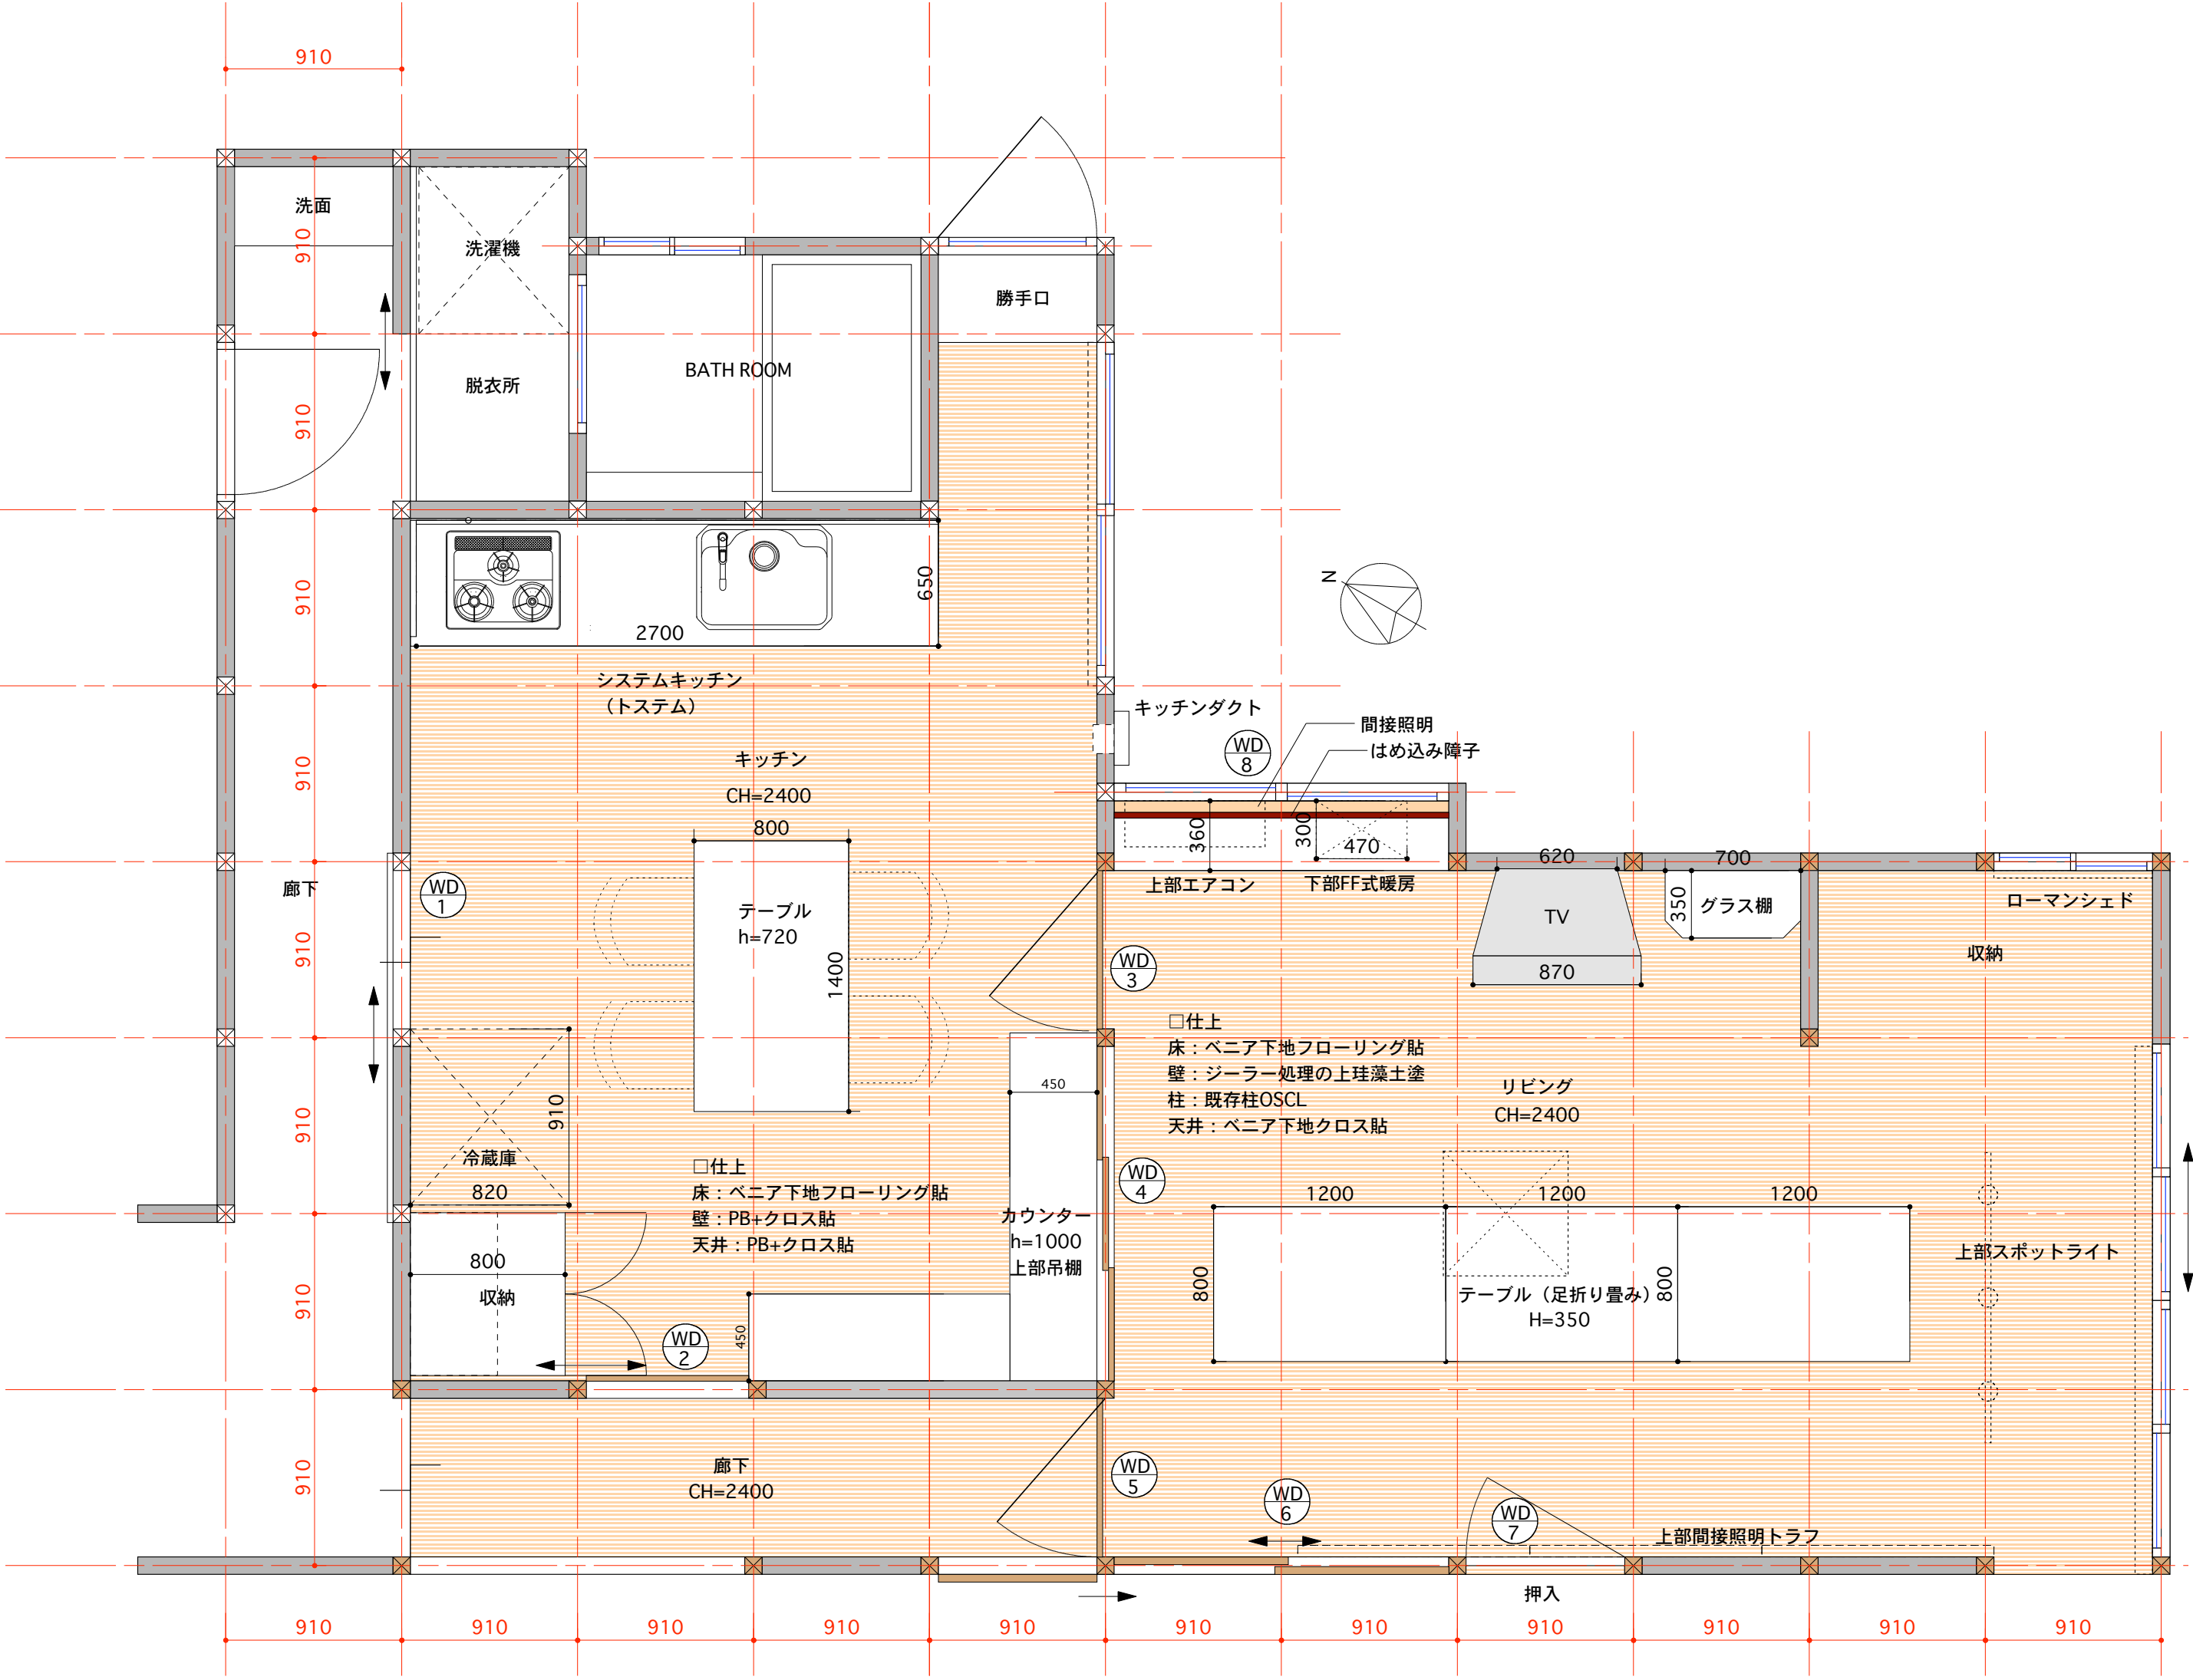 910
洗面
910
洗濯機
勝手口
BATH ROOM
脱衣所
910
650
910
2700
N
システムキッチン
（トステム）
キッチンダクト
間接照明
WD
8
はめ込み障子
キッチン
CH=2400
910
800
360
300
470
620
700
廊下
WD
1
上部エアコン
下部FF式暖房
テーブル
h=720
TV
350
グラス棚
ローマンシェド
910
1400
WD
3
870
収納
□仕上
床：ベニア下地フローリング貼
壁：ジーラー処理の上珪藻土塗
柱：既存柱OSCL
天井：ベニア下地クロス貼
450
リビング
CH=2400
910
910
冷蔵庫
820
□仕上
床：ベニア下地フローリング貼
壁：PB+クロス貼
天井：PB+クロス貼
WD
4
1200
1200
1200
カウンター
h=1000
上部吊棚
上部スポットライト
800
収納
910
800
800
テーブル（足折り畳み）
H=350
WD
2
450
廊下
CH=2400
910
WD
5
WD
6
WD
7
上部間接照明トラフ
押入
910
910
910
910
910
910
910
910
910
910
910